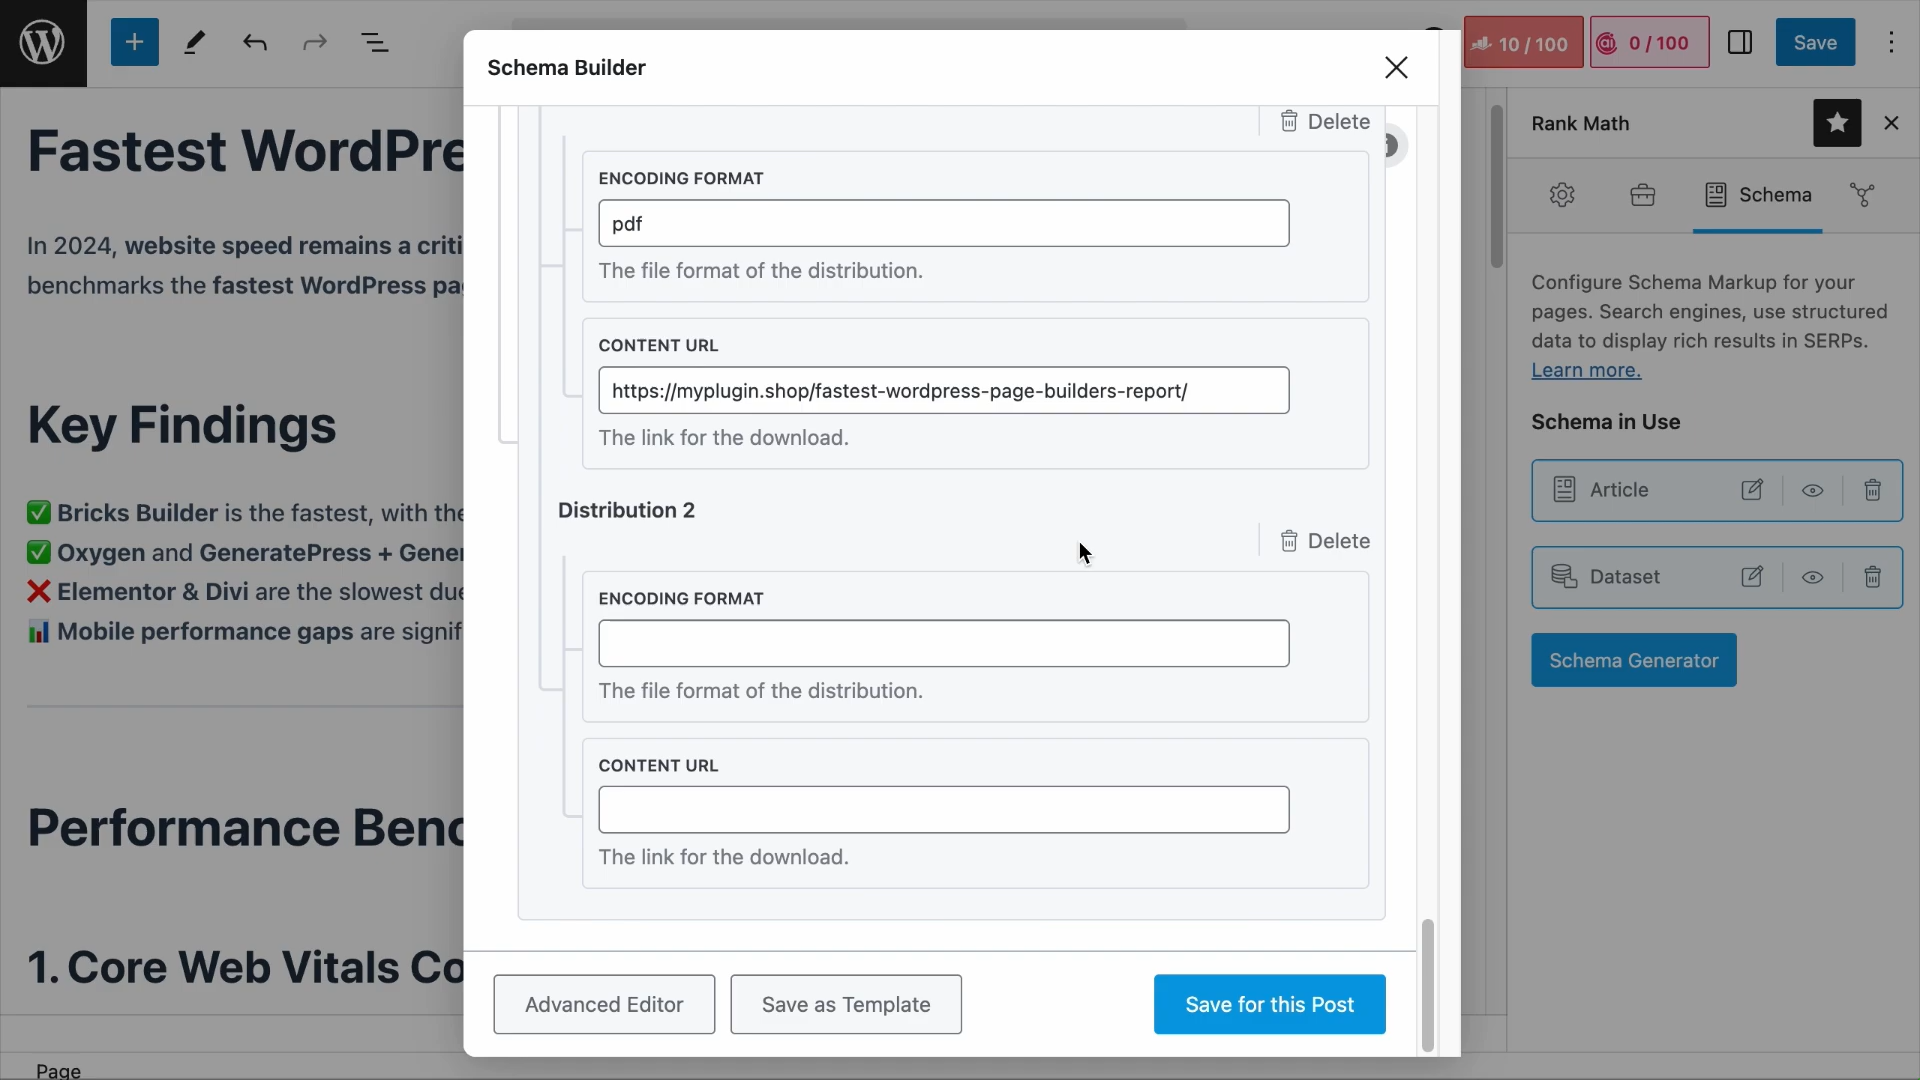 10 / 100
0 / 100
Save
Schema Builder
Fastest WordPre
In 2024, website speed remains a criti
benchmarks the fastest WordPress pa
Key Findings
✅ Bricks Builder is the fastest, with the
✅ Oxygen and GeneratePress + Gener
❌ Elementor & Divi are the slowest due
📊 Mobile performance gaps are signif
Performance Benc
1. Core Web Vitals Co
Page
Delete
ENCODING FORMAT
pdf
The file format of the distribution.
CONTENT URL
https://myplugin.shop/fastest-wordpress-page-builders-report/
The link for the download.
Distribution 2
Delete
ENCODING FORMAT
The file format of the distribution.
CONTENT URL
The link for the download.
Advanced Editor
Save as Template
Save for this Post
Rank Math
Schema
Configure Schema Markup for your
pages. Search engines, use structured
data to display rich results in SERPs.
Learn more.
Schema in Use
Article
Dataset
Schema Generator